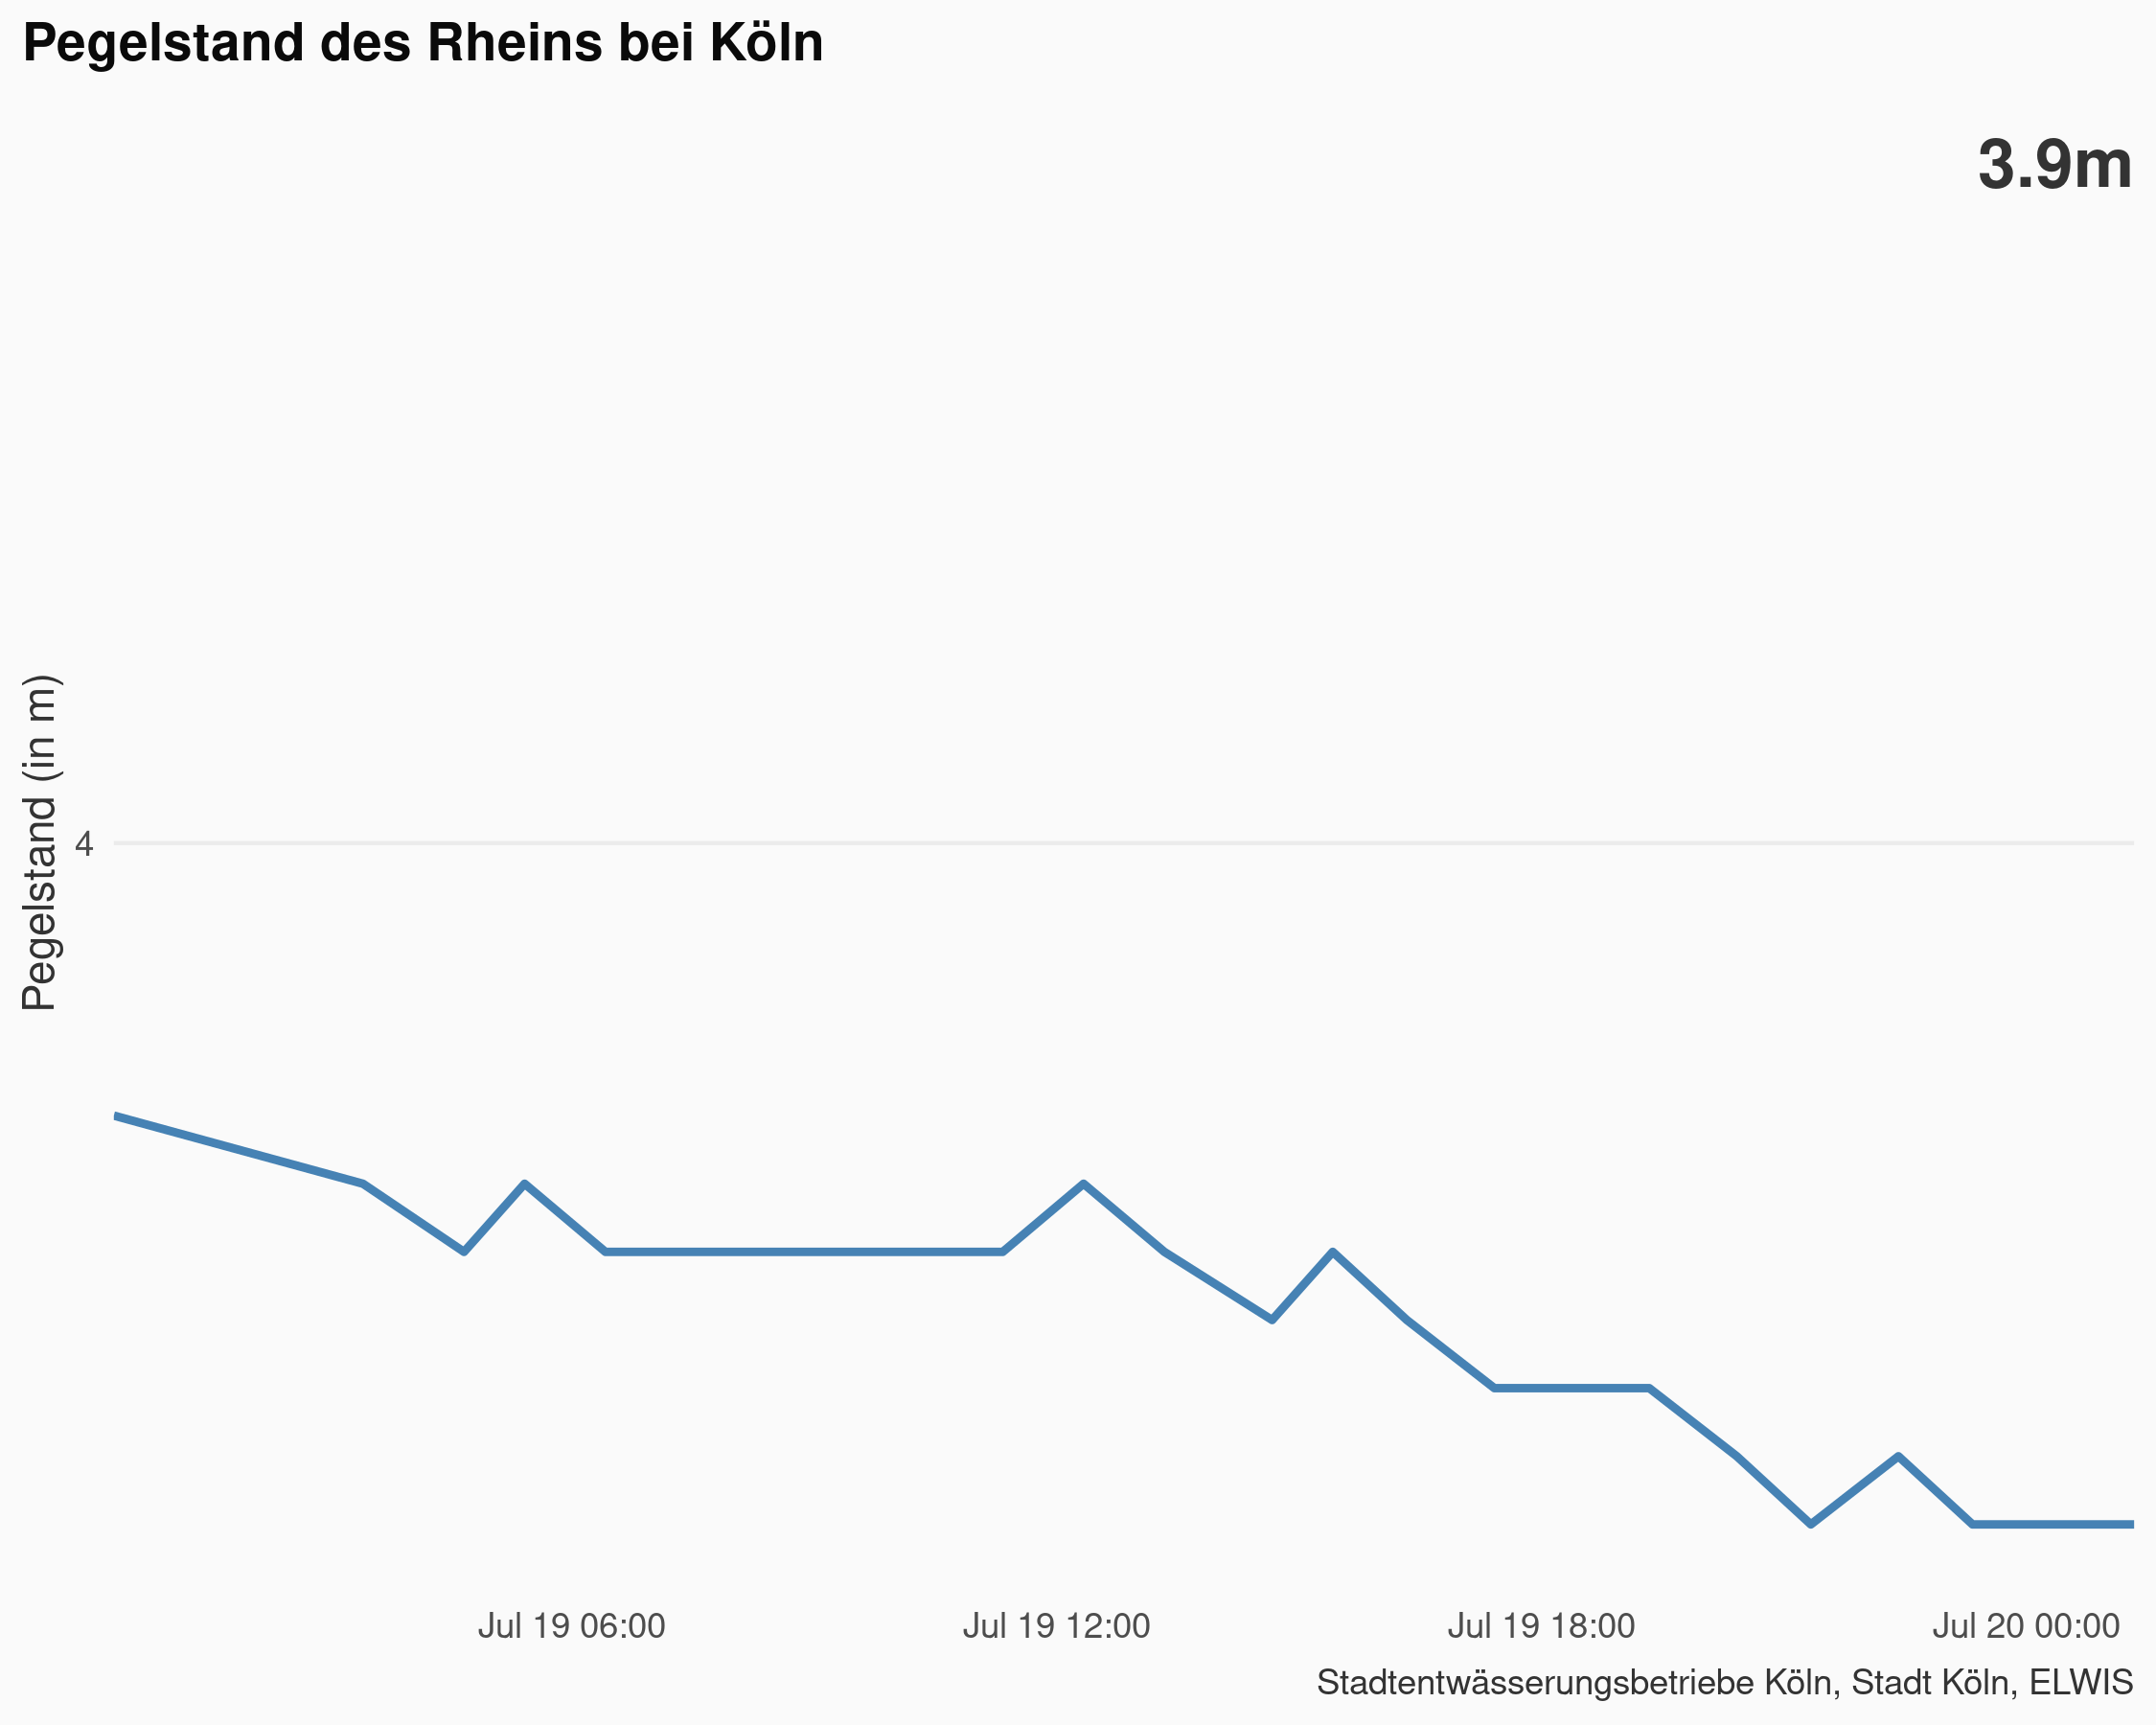 Pegelstand des Rheins bei Köln
3.9m
Pegelstand (in m)
4
Jul 19 06:00
Jul 19 12:00
Jul 19 18:00
Jul 20 00:00
Stadtentwässerungsbetriebe Köln, Stadt Köln, ELWIS